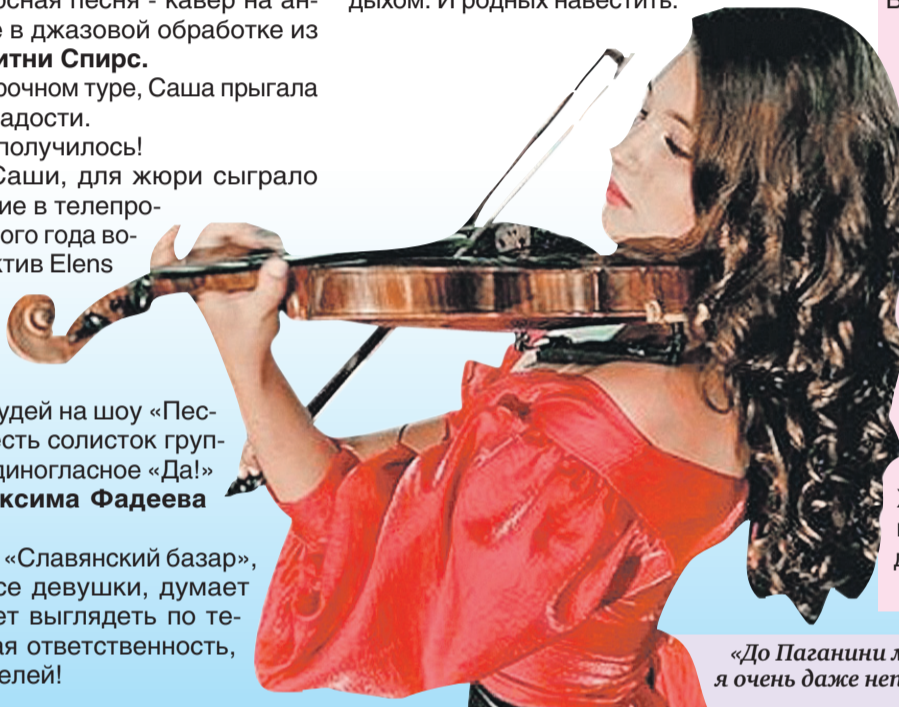 рсная песня - кавер на ан-
е в джазовой обработке из
итни Спирс.
рочном туре, Саша прыгала
адости.
получилось!
Саши, для жюри сыграло
ие в телепро-
ого года во-
ктив Elens
удей на шоу «Пес-
есть солисток груп-
диногласное «Да!»
ксима Фадеева
«Славянский базар»,
се девушки, думает
ет выглядеть по те-
ая ответственность,
елей!
дыхом. И родных навестить.
«До Паганини м
я очень даже неп